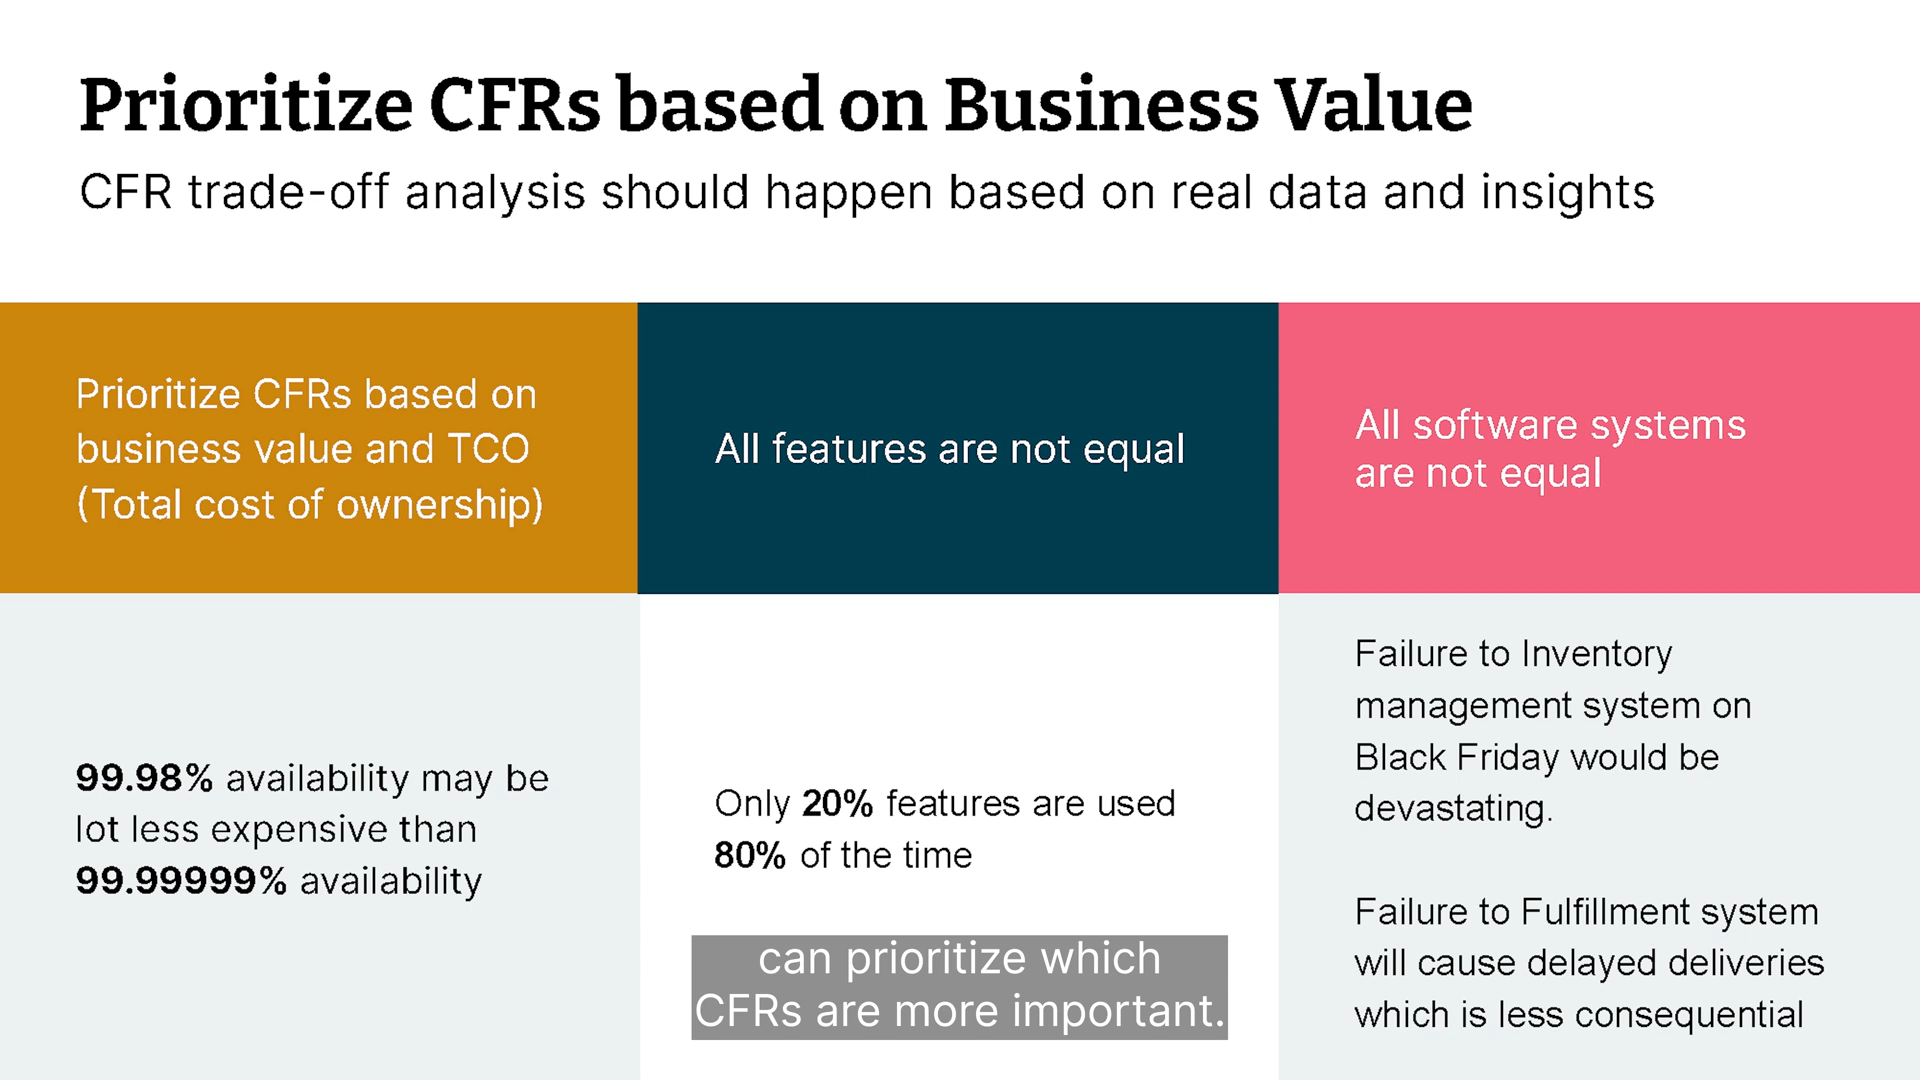 Prioritize CFRs based on Business Value
CFR trade-off analysis should happen based on real data and insights
Prioritize CFRs based on
business value and TCO
(Total cost of ownership)
All features are not equal
All software systems
are not equal
99.98% availability may be
lot less expensive than
99.99999% availability
Only 20% features are used
80% of the time
Failure to Inventory
management system on
Black Friday would be
devastating.
Failure to Fulfillment system
will cause delayed deliveries
which is less consequential
can prioritize which
CFRs are more important.